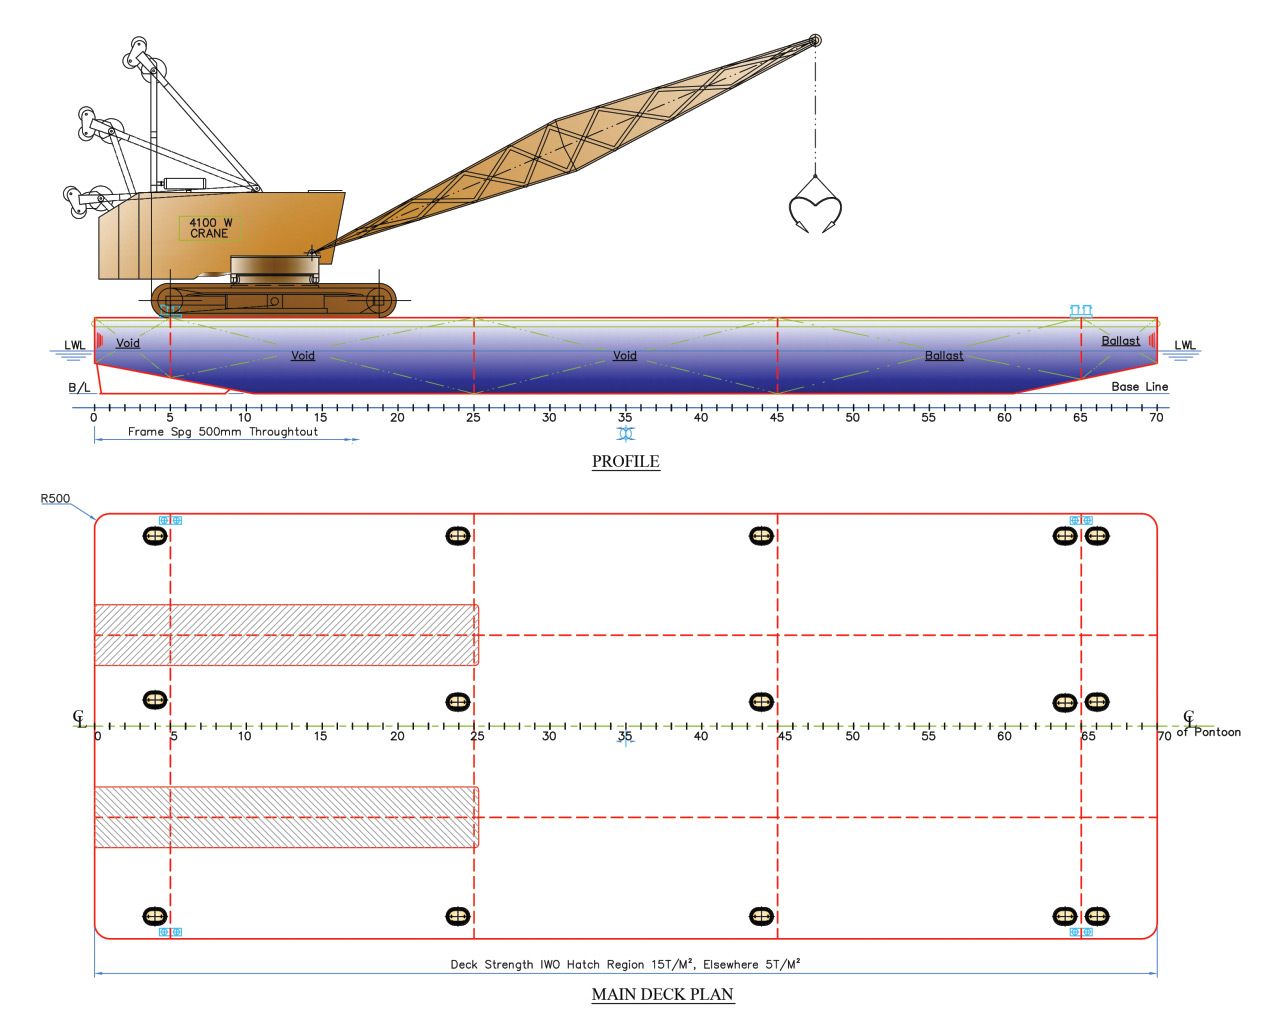 4100 W
CRANE
LWL
Void
Void
Void
Ballast
Ballast
LWL
B/L
Base Line
0 5 10 15 20 25 30 35 40 45 50 55 60 65 70
Frame Spg 500mm Throughtout
PROFILE
R500
℄
℄
0 5 10 15 20 25 30 35 40 45 50 55 60 65 70 of Pontoon
Deck Strength IWO Hatch Region 15T/M², Elsewhere 5T/M²
MAIN DECK PLAN